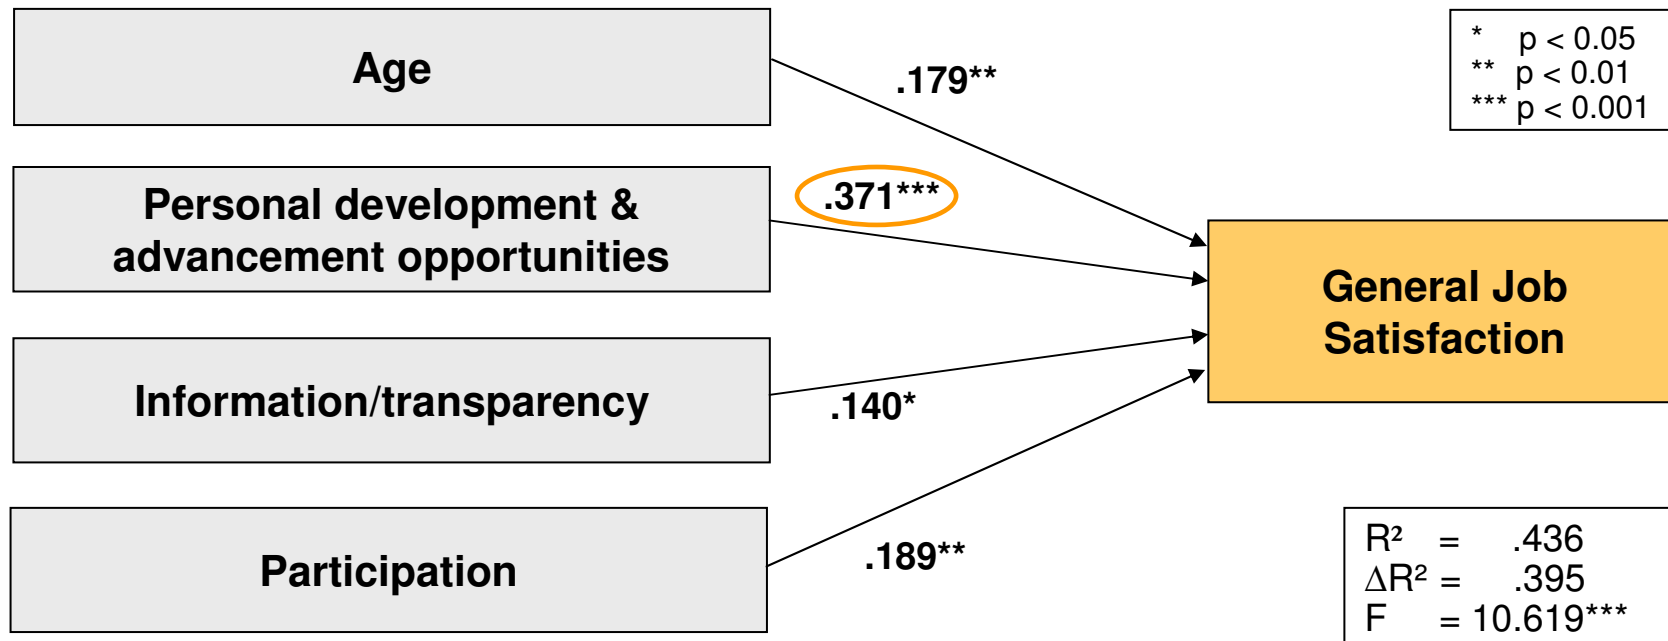 Age
.179**
* p < 0.05
** p < 0.01
*** p < 0.001
Personal development &
advancement opportunities
.371***
General Job
Satisfaction
Information/transparency
.140*
Participation
.189**
R² = .436
ΔR² = .395
F = 10.619***